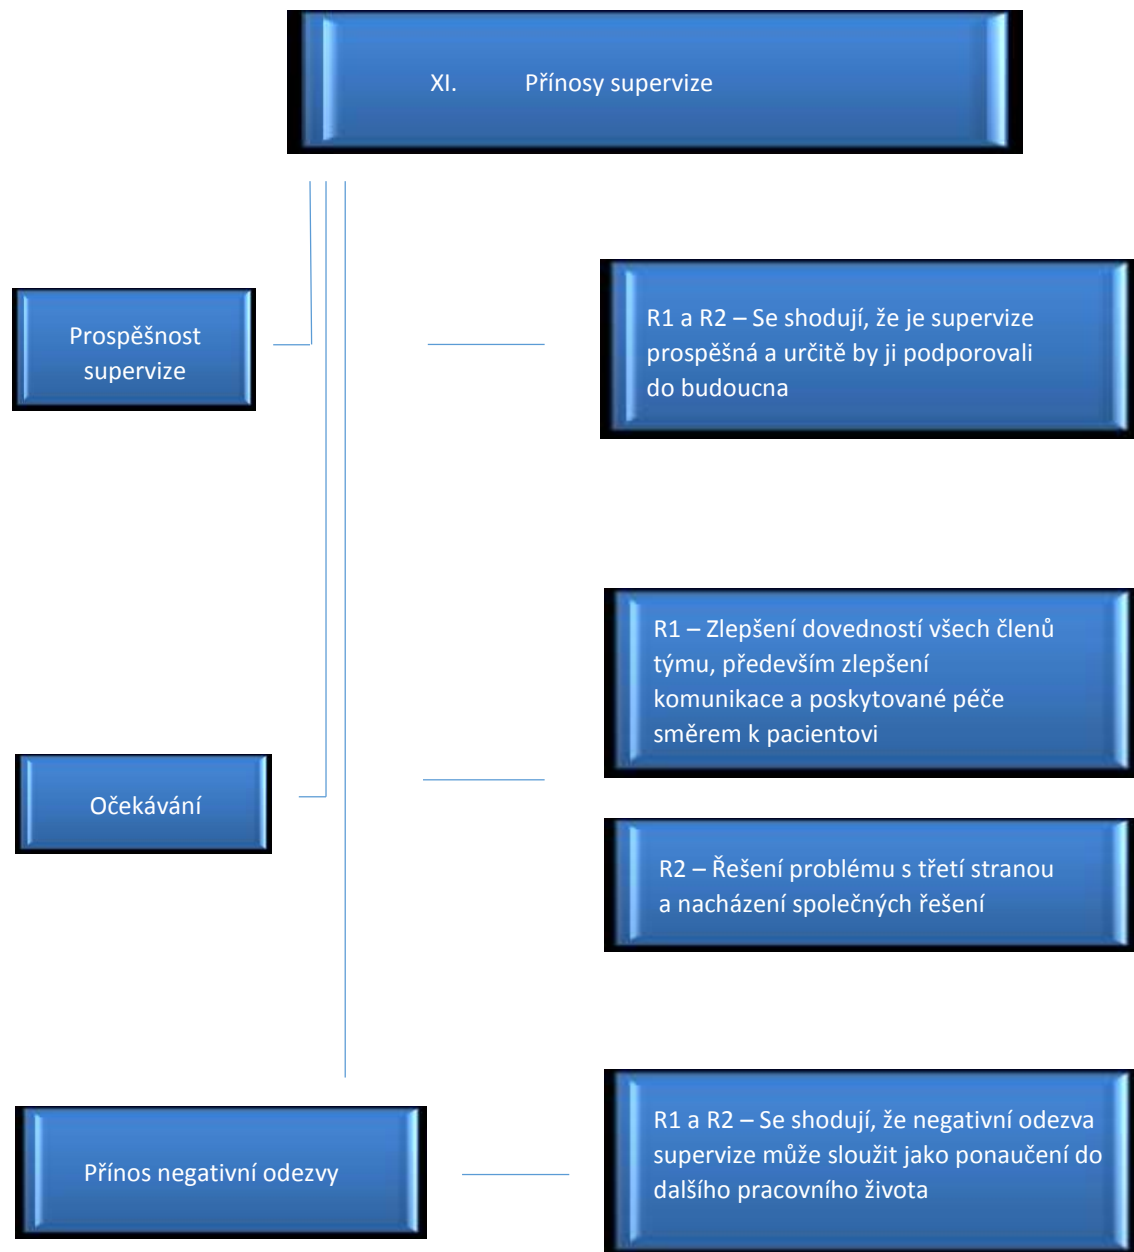 XI. Přínosy supervize
Prospěšnost
supervize
R1 a R2 – Se shodují, že je supervize
prospěšná a určitě by ji podporovali
do budoucna
Očekávání
R1 – Zlepšení dovedností všech členů
týmu, především zlepšení
komunikace a poskytované péče
směrem k pacientovi
R2 – Řešení problému s třetí stranou
a nacházení společných řešení
Přínos negativní odezvy
R1 a R2 – Se shodují, že negativní odezva
supervize může sloužit jako ponaučení do
dalšího pracovního života